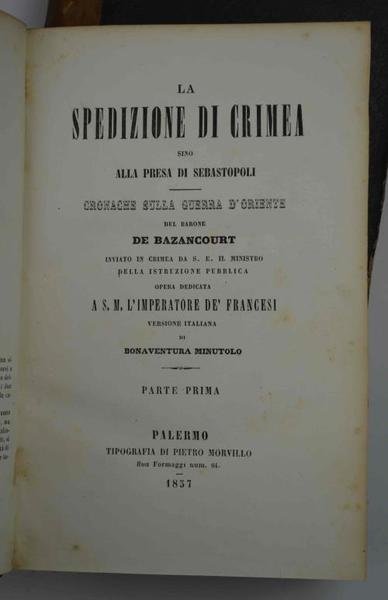 LA
SPEDIZIONE DI CRIMEA
SINO
ALLA PRESA DI SEBASTOPOLI
CRONACHE SULLA GUERRA D'ORIENTE
DEL BARONE
DE BAZANCOURT
INVIATO IN CRIMEA DA S. E. IL MINISTRO
DELLA ISTRUZIONE PUBBLICA
OPERA DEDICATA
A S. M. L'IMPERATORE DE' FRANCESI
VERSIONE ITALIANA
DI
BONAVENTURA MINUTOLO
PARTE PRIMA
PALERMO
TIPOGRAFIA DI PIETRO MORVILLO
Rua Formaggi num. 94.
1857